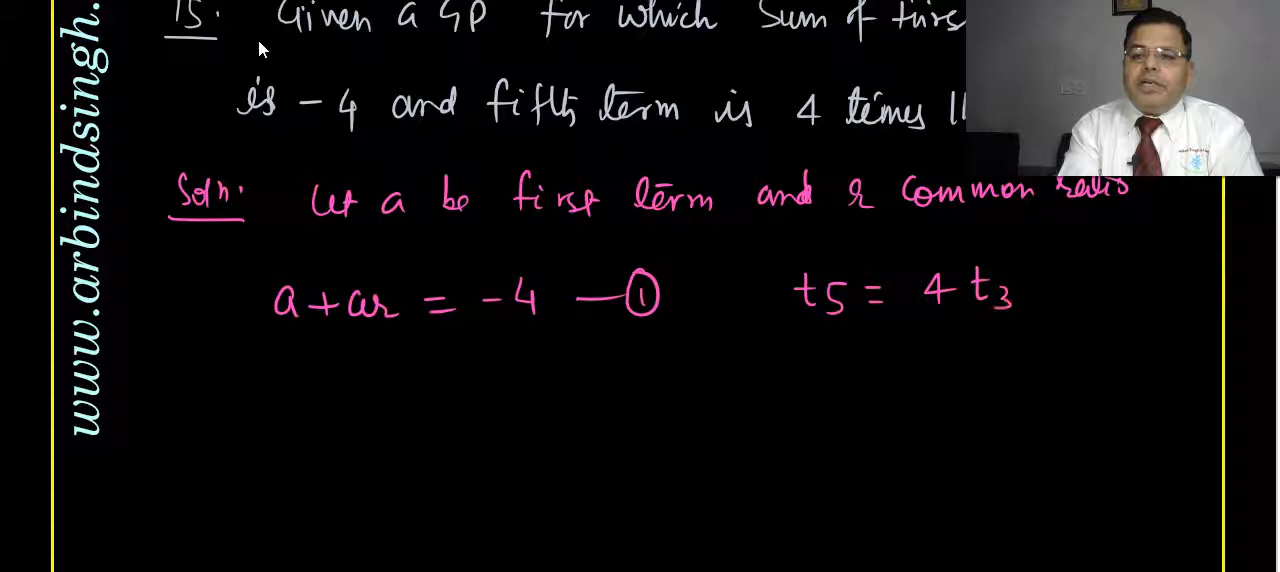 www.arbindsingh.
15. Given a GP for which Sum of
is -4 and fifth term is 4 times
Soln. Let a be first term and r common ratio
a+ar = -4 — ① t5 = 4 t3